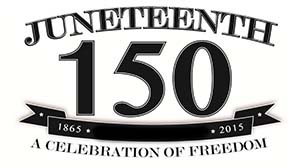 JUNETEENTH
150
1865 2015
A CELEBRATION OF FREEDOM